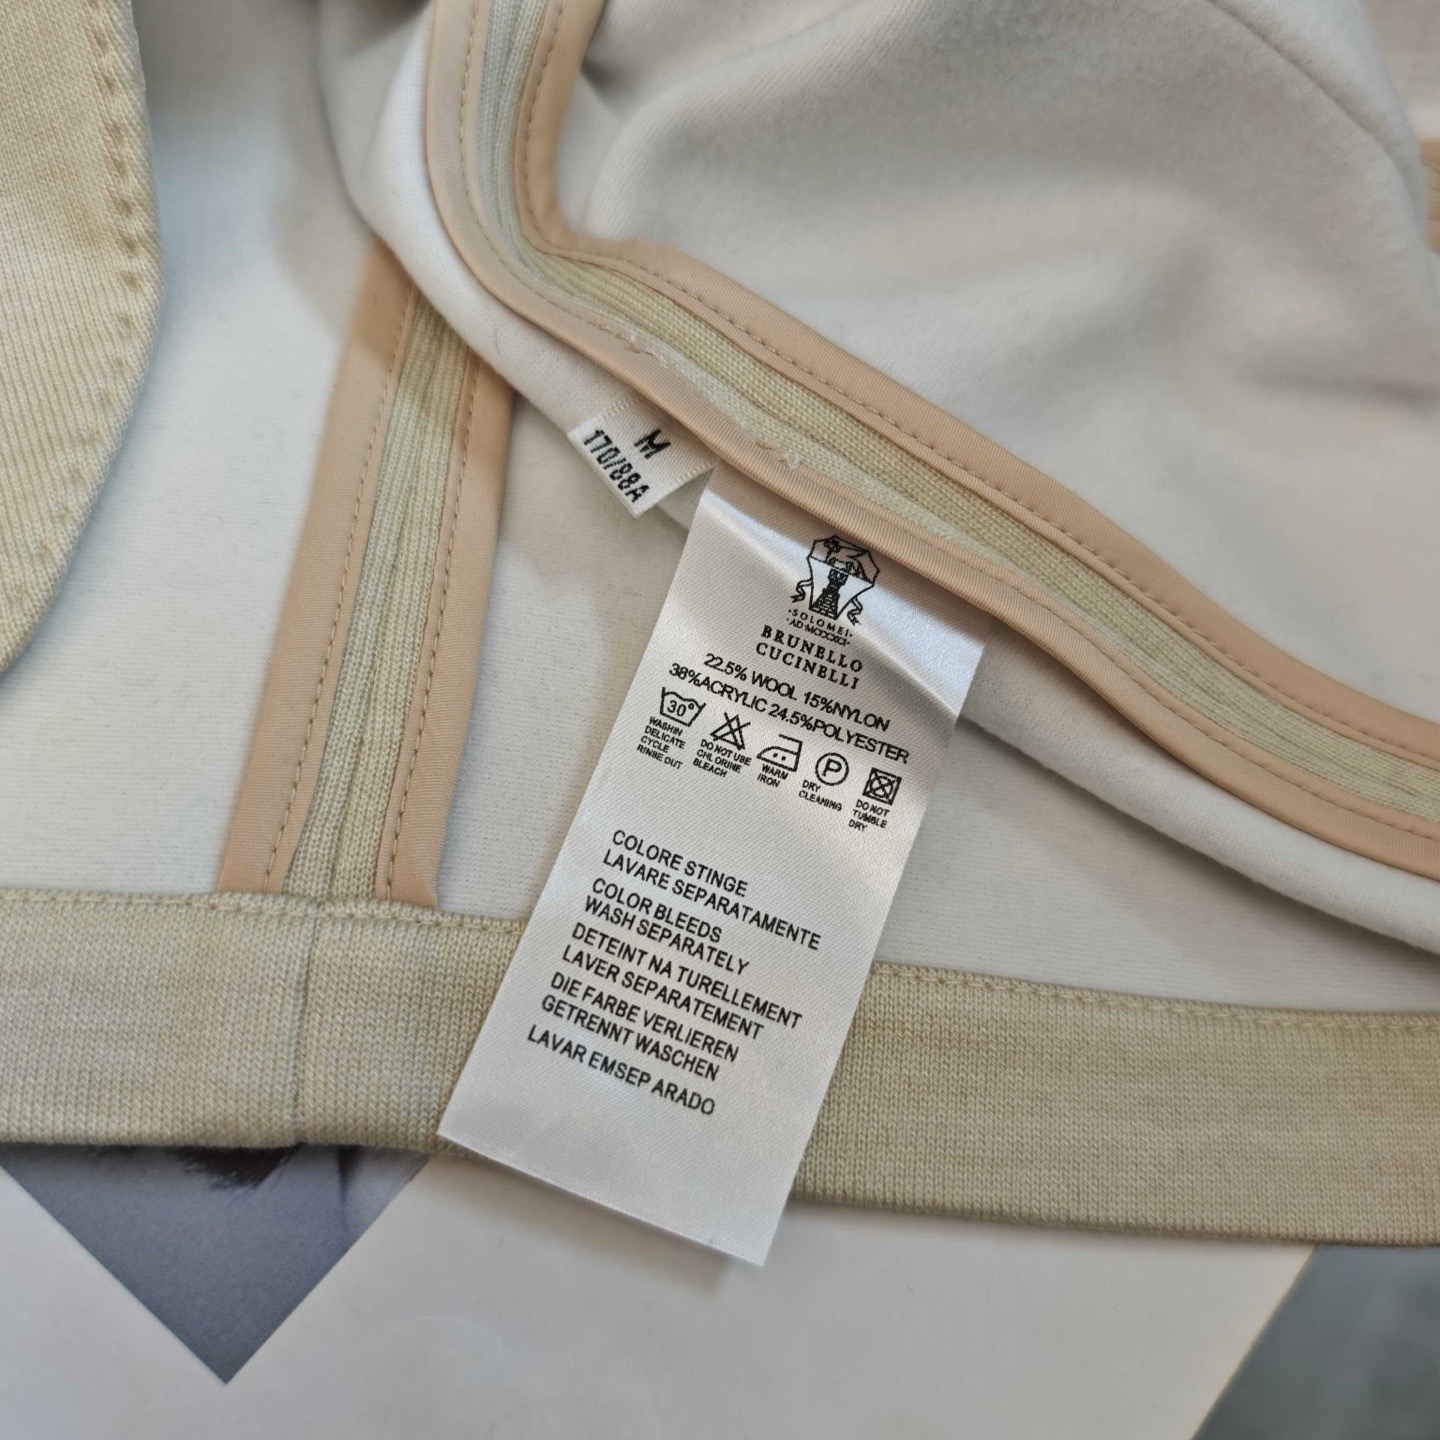 M
170/88A
·SOLOMEI·
·AD·MCCCXCI·
BRUNELLO
CUCINELLI
22.5% WOOL 15%NYLON
38%ACRYLIC 24.5%POLYESTER
30°
WASHIN
DELICATE
CYCLE
RINBE OUT
DO NOT USE
CHLORINE
BLEACH
WARM
IRON
P
DRY
CLEANING
DO NOT
TUMBLE
DRY
COLORE STINGE
LAVARE SEPARATAMENTE
COLOR BLEEDS
WASH SEPARATELY
DETEINT NA TURELLEMENT
LAVER SEPAREMENT
DIE FARBE VERLIEREN
GETRENNT WASCHEN
LAVAR EMSEP ARADO